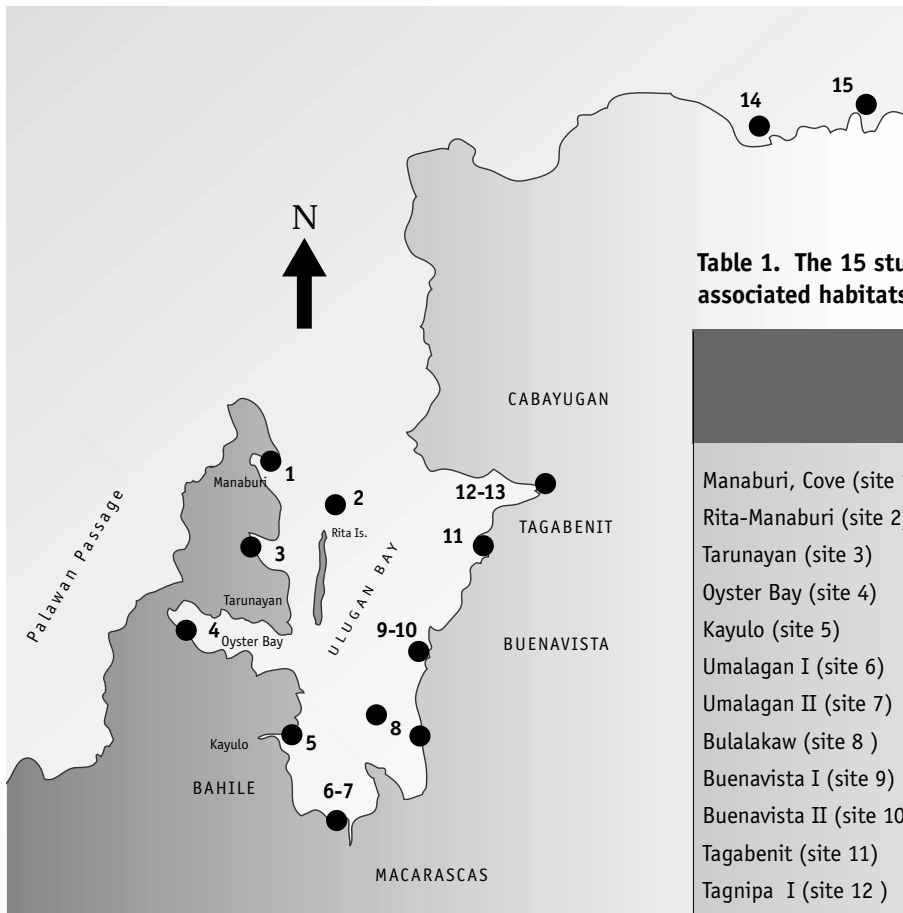 14
15
N
Table 1. The 15 stu
associated habitats
CABAYUGAN
1
Manaburi
12-13
2
Manaburi, Cove (site
TAGABENIT
Rita-Manaburi (site 2)
Rita Is.
11
3
Tarunayan (site 3)
Palawan Passage
ULUGAN BAY
Tarunayan
Oyster Bay (site 4)
4
Oyster Bay
9-10
BUENAVISTA
Kayulo (site 5)
Umalagan I (site 6)
Umalagan II (site 7)
8
5
Kayulo
Bulalakaw (site 8 )
BAHILE
6-7
Buenavista I (site 9)
Buenavista II (site 10
Tagabenit (site 11)
MACARASCAS
Tagnipa I (site 12 )